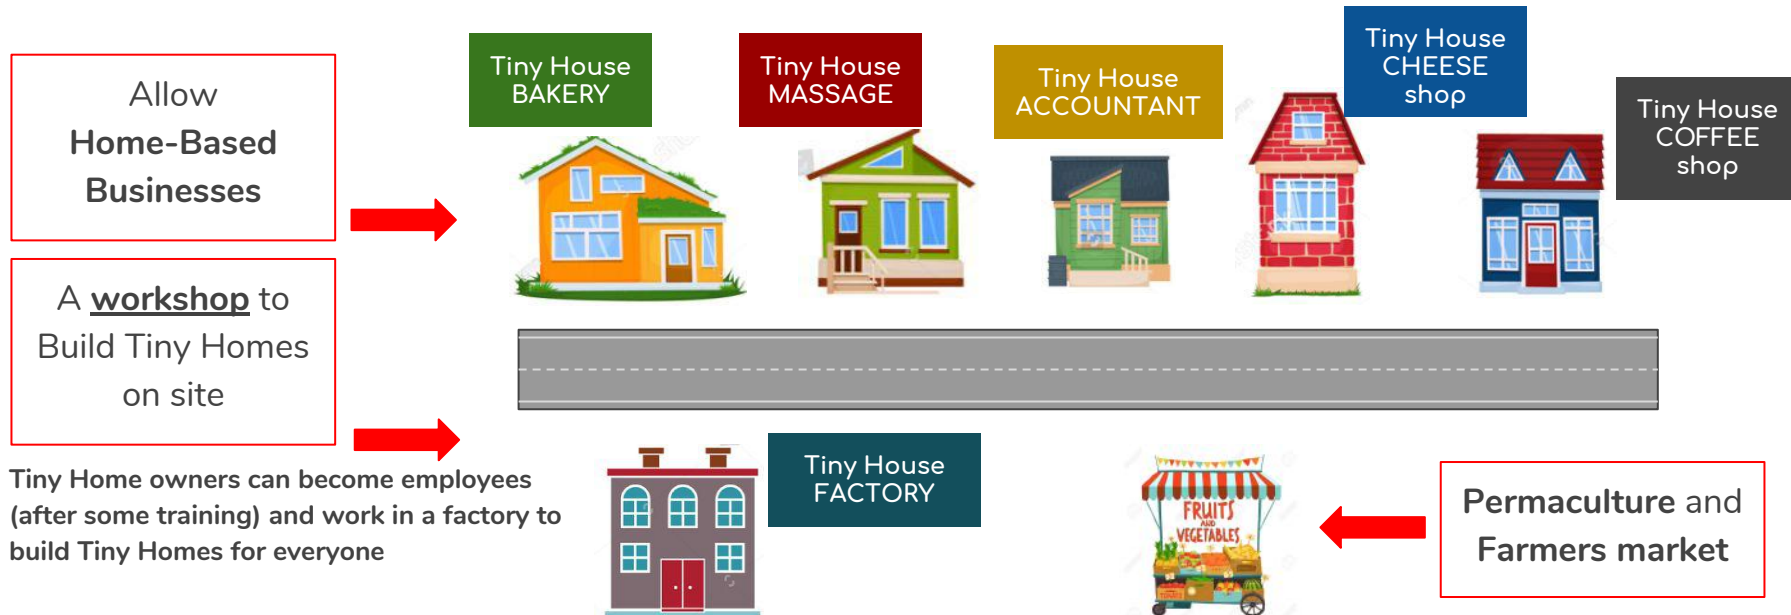 Allow
Home-Based
Businesses
A workshop to
Build Tiny Homes
on site
Tiny Home owners can become employees
(after some training) and work in a factory to
build Tiny Homes for everyone
Tiny House
BAKERY
Tiny House
MASSAGE
Tiny House
ACCOUNTANT
Tiny House
CHEESE
shop
Tiny House
COFFEE
shop
Tiny House
FACTORY
FRUITS
AND
VEGETABLES
Permaculture and
Farmers market